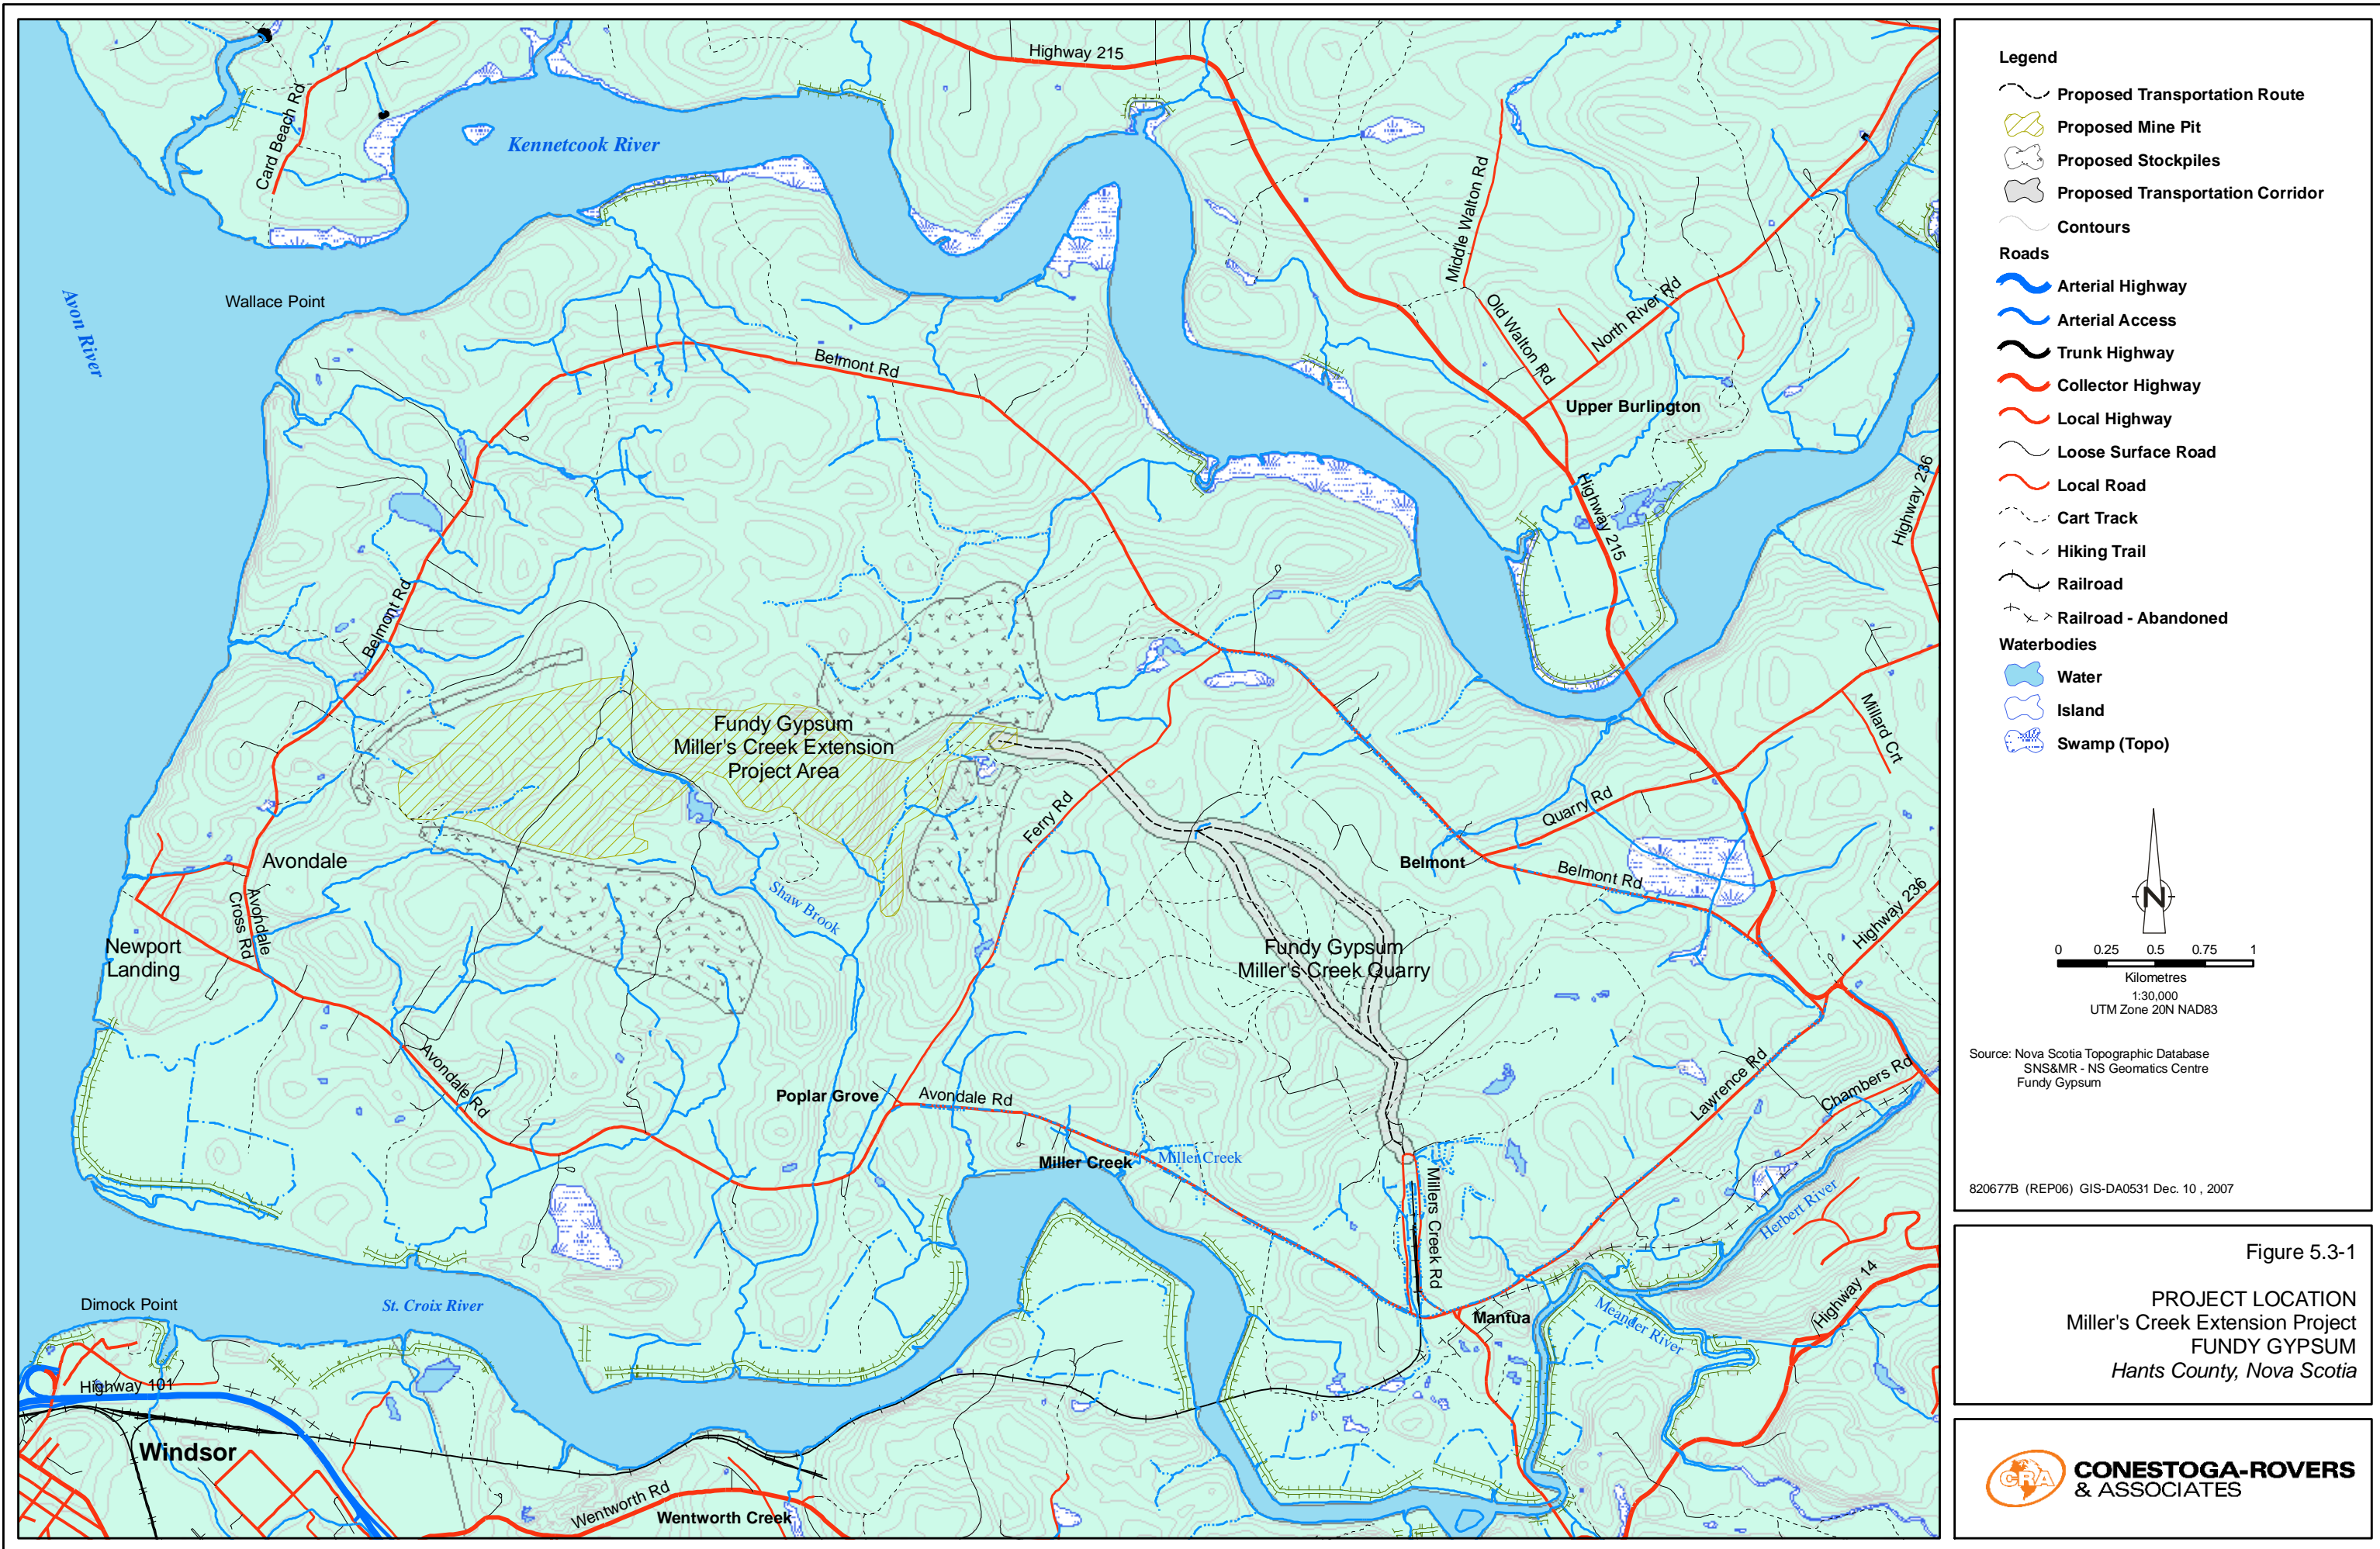 Highway 215
Card Beach Rd
Kennetcook River
Middle Walton Rd
Avon River
Wallace Point
Old Walton Rd
North River Rd
Belmont Rd
Upper Burlington
Highway 236
Highway 215
Belmont Rd
Millard Crt
Fundy Gypsum
Miller's Creek Extension
Project Area
Ferry Rd
Quarry Rd
Belmont
Belmont Rd
Avondale
Shaw Brook
Avondale
Cross Rd
Highway 236
Newport
Landing
Fundy Gypsum
Miller's Creek Quarry
Avondale Rd
Poplar Grove
Avondale Rd
Lawrence Rd
Chambers Rd
Miller Creek
Miller Creek
Millers Creek Rd
Herbert River
Dimock Point
St. Croix River
Mantua
Meander River
Highway 14
Highway 101
Windsor
Wentworth Rd
Wentworth Creek
Legend
Proposed Transportation Route
Proposed Mine Pit
Proposed Stockpiles
Proposed Transportation Corridor
Contours
Roads
Arterial Highway
Arterial Access
Trunk Highway
Collector Highway
Local Highway
Loose Surface Road
Local Road
Cart Track
Hiking Trail
Railroad
Railroad - Abandoned
Waterbodies
Water
Island
Swamp (Topo)
N
0 0.25 0.5 0.75 1
Kilometres
1:30,000
UTM Zone 20N NAD83
Source: Nova Scotia Topographic Database
SNS&MR - NS Geomatics Centre
Fundy Gypsum
820677B (REP06) GIS-DA0531 Dec. 10 , 2007
Figure 5.3-1
PROJECT LOCATION
Miller's Creek Extension Project
FUNDY GYPSUM
Hants County, Nova Scotia
CRA
CONESTOGA-ROVERS
& ASSOCIATES